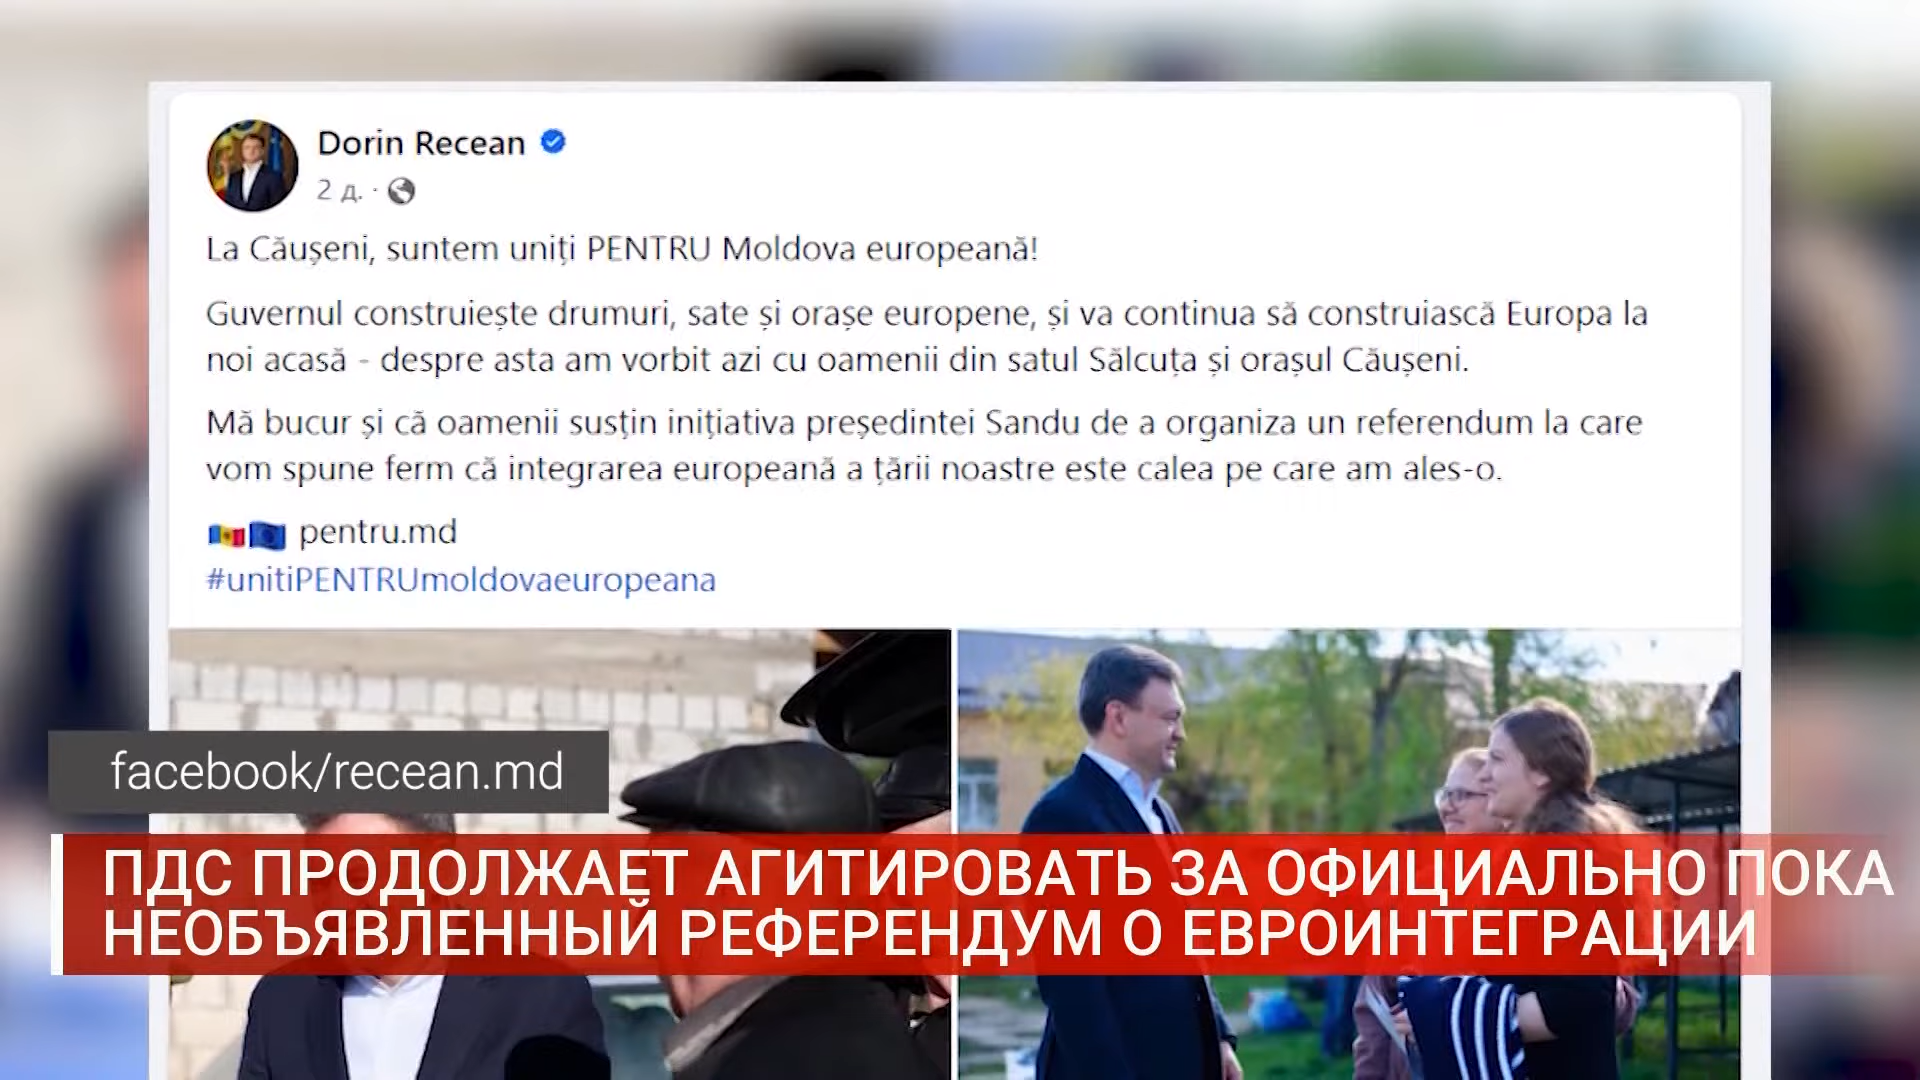 Dorin Recean
2 д. ·
La Căușeni, suntem uniți PENTRU Moldova europeană!
Guvernul construiește drumuri, sate și orașe europene, și va continua să construiască Europa la
noi acasă - despre asta am vorbit azi cu oamenii din satul Sălcuța și orașul Căușeni.
Mă bucur și că oamenii susțin inițiativa președintei Sandu de a organiza un referendum la care
vom spune ferm că integrarea europeană a țării noastre este calea pe care am ales-o.
pentru.md
#unitiPENTRUmoldovaeuropeana
facebook/recean.md
ПДС ПРОДОЛЖАЕТ АГИТИРОВАТЬ ЗА ОФИЦИАЛЬНО ПОКА
НЕОБЪЯВЛЕННЫЙ РЕФЕРЕНДУМ О ЕВРОИНТЕГРАЦИИ